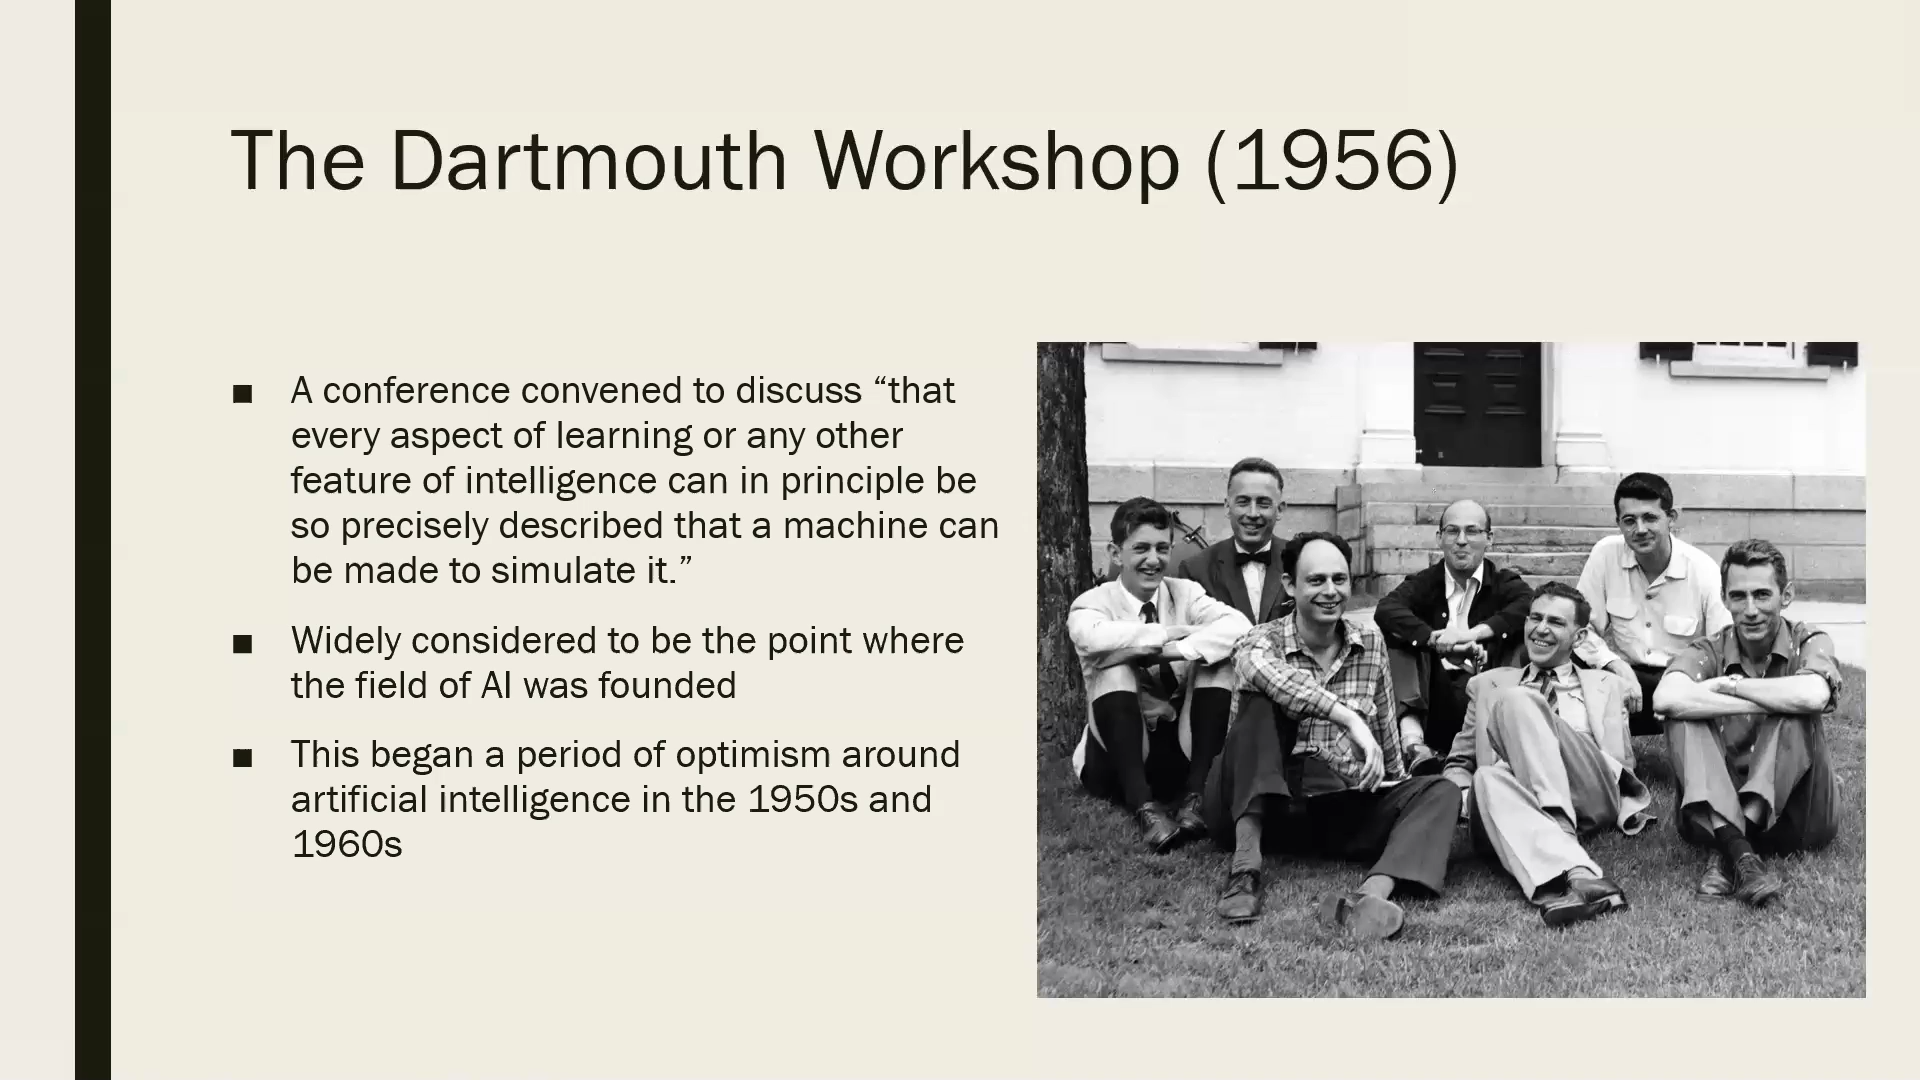 The Dartmouth Workshop (1956)
■ A conference convened to discuss “that
every aspect of learning or any other
feature of intelligence can in principle be
so precisely described that a machine can
be made to simulate it.”
■ Widely considered to be the point where
the field of AI was founded
■ This began a period of optimism around
artificial intelligence in the 1950s and
1960s